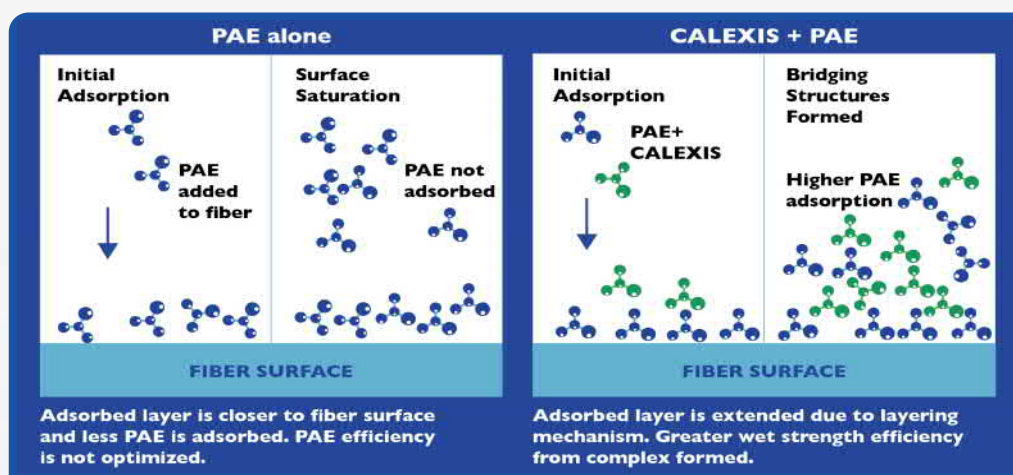 PAE alone
Initial
Adsorption
PAE
added
to fiber
Surface
Saturation
PAE not
adsorbed
FIBER SURFACE
Adsorbed layer is closer to fiber surface
and less PAE is adsorbed. PAE efficiency
is not optimized.
CALEXIS + PAE
Initial
Adsorption
PAE+
CALEXIS
Bridging
Structures
Formed
Higher PAE
adsorption
FIBER SURFACE
Adsorbed layer is extended due to layering
mechanism. Greater wet strength efficiency
from complex formed.